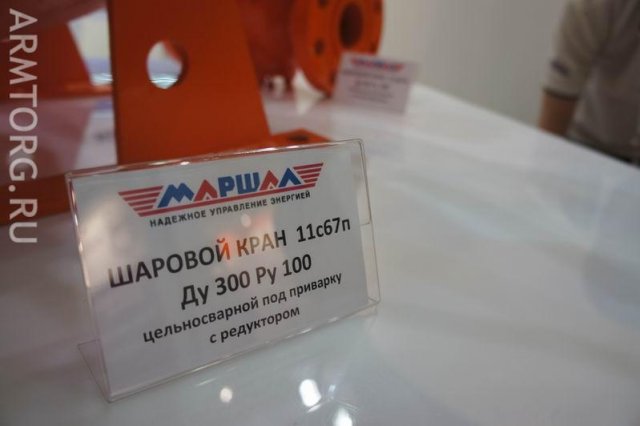 ARMTORG.RU
МАРШАЛ
НАДЕЖНОЕ УПРАВЛЕНИЕ ЭНЕРГИЕЙ
ШАРОВОЙ КРАН 11с67п
Ду 300 Ру 100
цельносварной под приварку
с редуктором